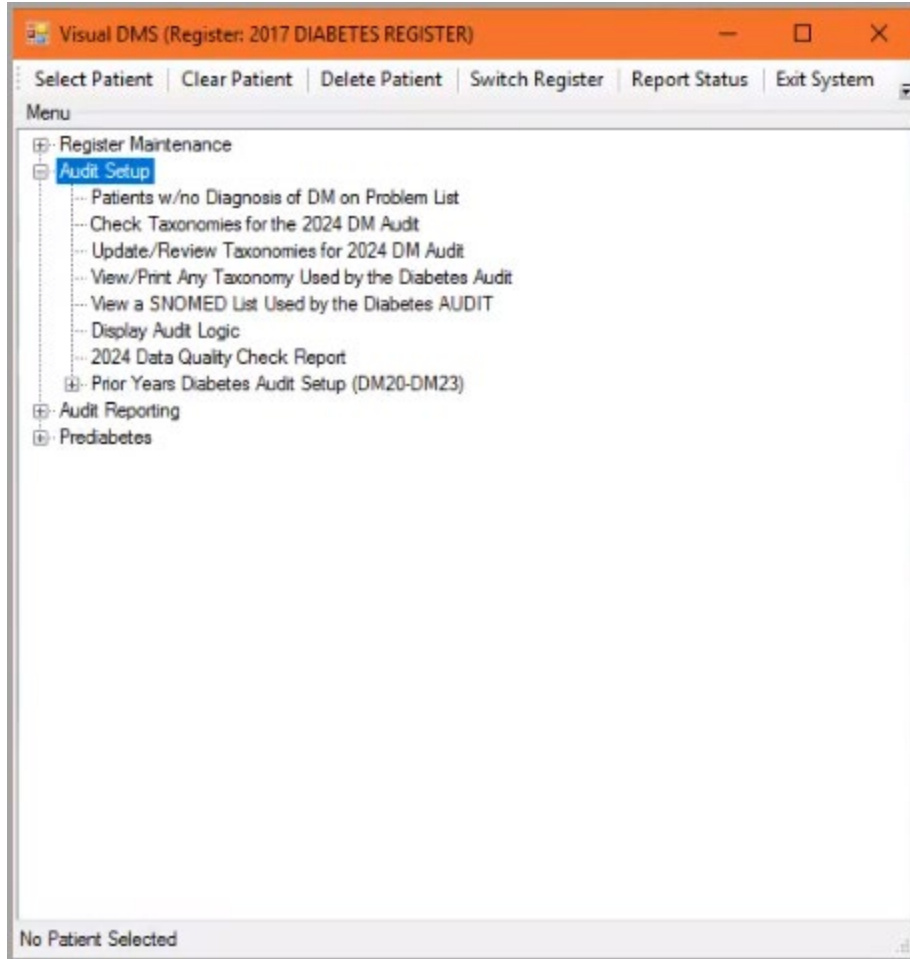 Visual DMS (Register: 2017 DIABETES REGISTER)
Select Patient Clear Patient Delete Patient Switch Register Report Status Exit System
Menu
Register Maintenance
Audit Setup
Patients w/no Diagnosis of DM on Problem List
Check Taxonomies for the 2024 DM Audit
Update/Review Taxonomies for 2024 DM Audit
View/Print Any Taxonomy Used by the Diabetes Audit
View a SNOMED List Used by the Diabetes AUDIT
Display Audit Logic
2024 Data Quality Check Report
Prior Years Diabetes Audit Setup (DM20-DM23)
Audit Reporting
Prediabetes
No Patient Selected